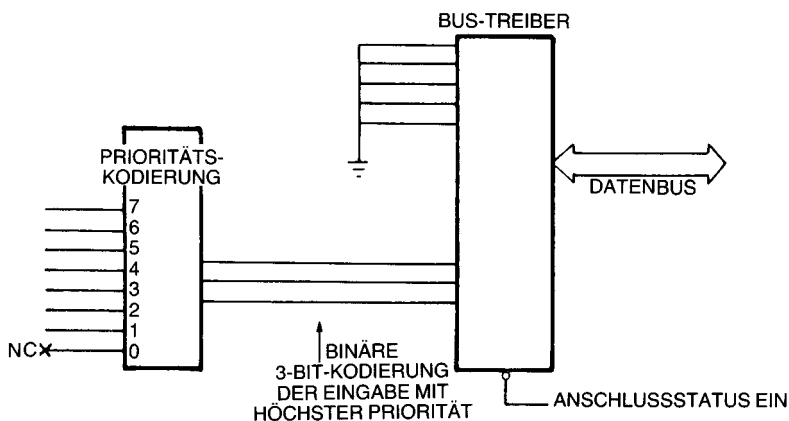 BUS-TREIBER
PRIORITÄTS-
KODIERUNG
7
6
5
4
3
2
1
NC 0
DATENBUS
BINÄRE
3-BIT-KODIERUNG
DER EINGABE MIT
HÖCHSTER PRIORITÄT
ANSCHLUSSSTATUS EIN